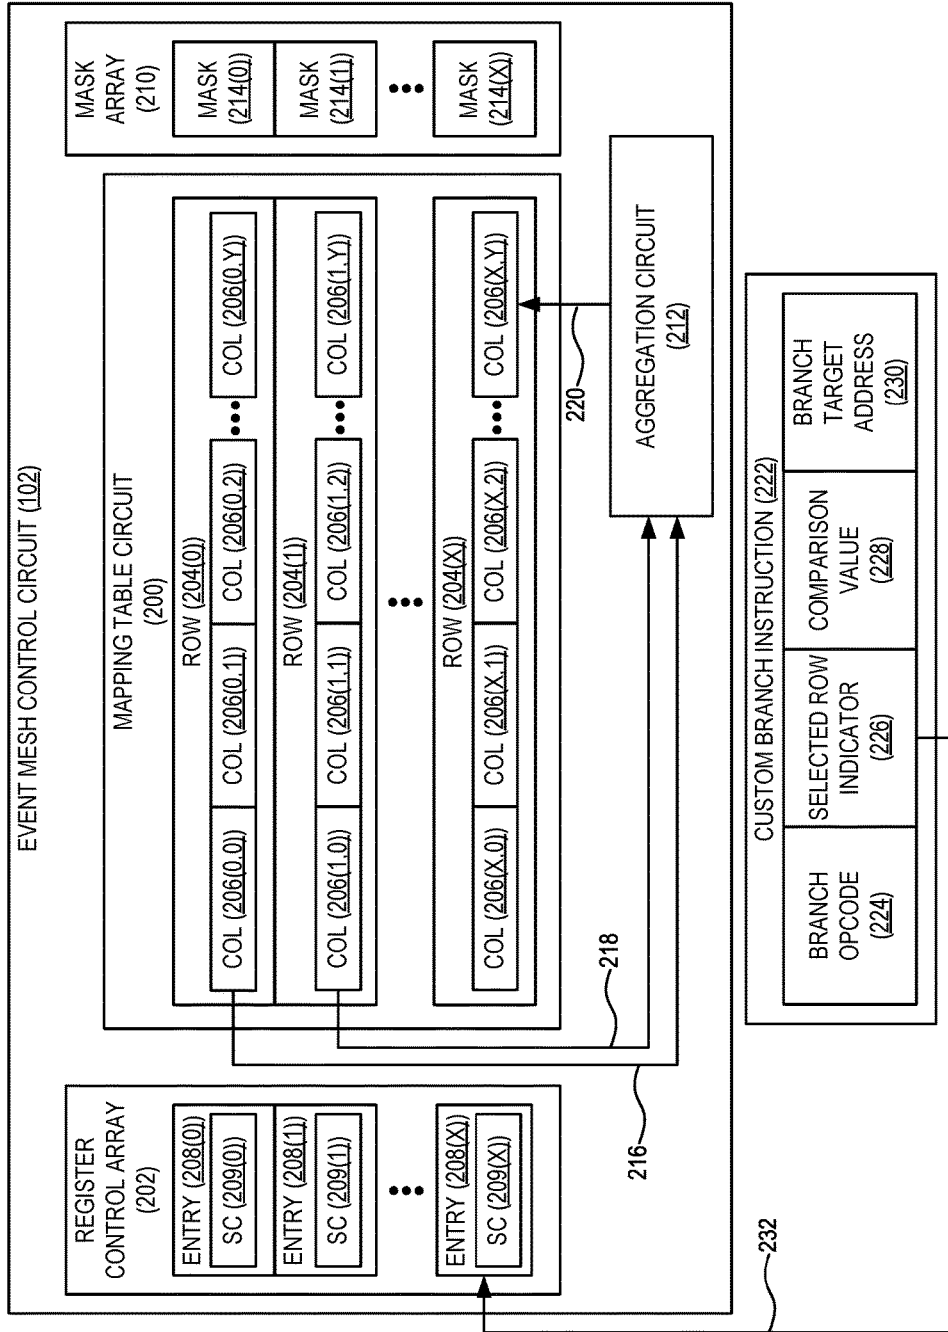 EVENT MESH CONTROL CIRCUIT (102)
REGISTER
CONTROL ARRAY
(202)
ENTRY (208(0))
SC (209(0))
ENTRY (208(1))
SC (209(1))
ENTRY (208(X))
SC (209(X))
MAPPING TABLE CIRCUIT
(200)
ROW (204(0))
COL (206(0,0)) COL (206(0,1)) COL (206(0,2)) COL (206(0,Y))
ROW (204(1))
COL (206(1,0)) COL (206(1,1)) COL (206(1,2)) COL (206(1,Y))
ROW (204(X))
COL (206(X,0)) COL (206(X,1)) COL (206(X,2)) COL (206(X,Y))
MASK
ARRAY
(210)
MASK
(214(0))
MASK
(214(1))
MASK
(214(X))
216
218
220
AGGREGATION CIRCUIT
(212)
CUSTOM BRANCH INSTRUCTION (222)
BRANCH
OPCODE
(224)
SELECTED ROW
INDICATOR
(226)
COMPARISON
VALUE
(228)
BRANCH
TARGET
ADDRESS
(230)
232